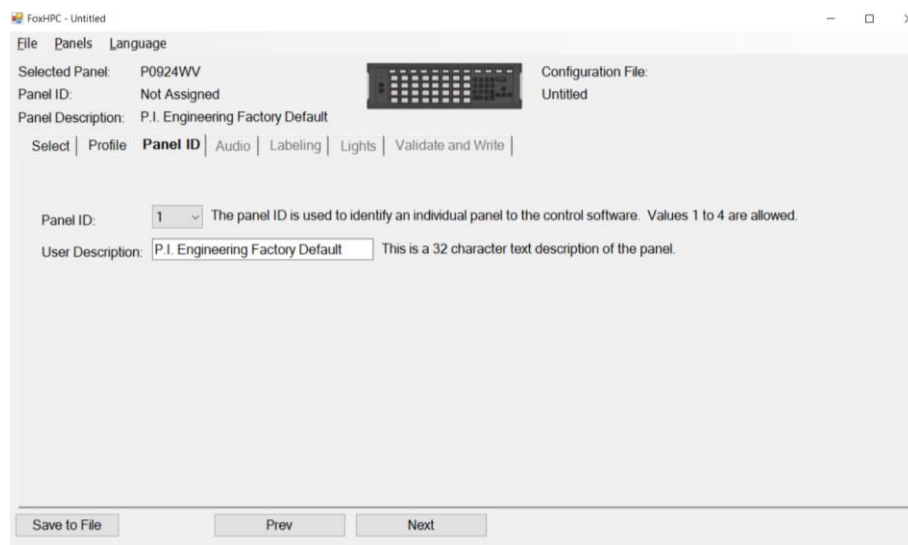 FoxHPC - Untitled
File Panels Language
Selected Panel: P0924WV
Panel ID: Not Assigned
Panel Description: P.I. Engineering Factory Default
Configuration File:
Untitled
Select Profile Panel ID Audio Labeling Lights Validate and Write
Panel ID: 1 The panel ID is used to identify an individual panel to the control software. Values 1 to 4 are allowed.
User Description: P.I. Engineering Factory Default This is a 32 character text description of the panel.
Save to File Prev Next